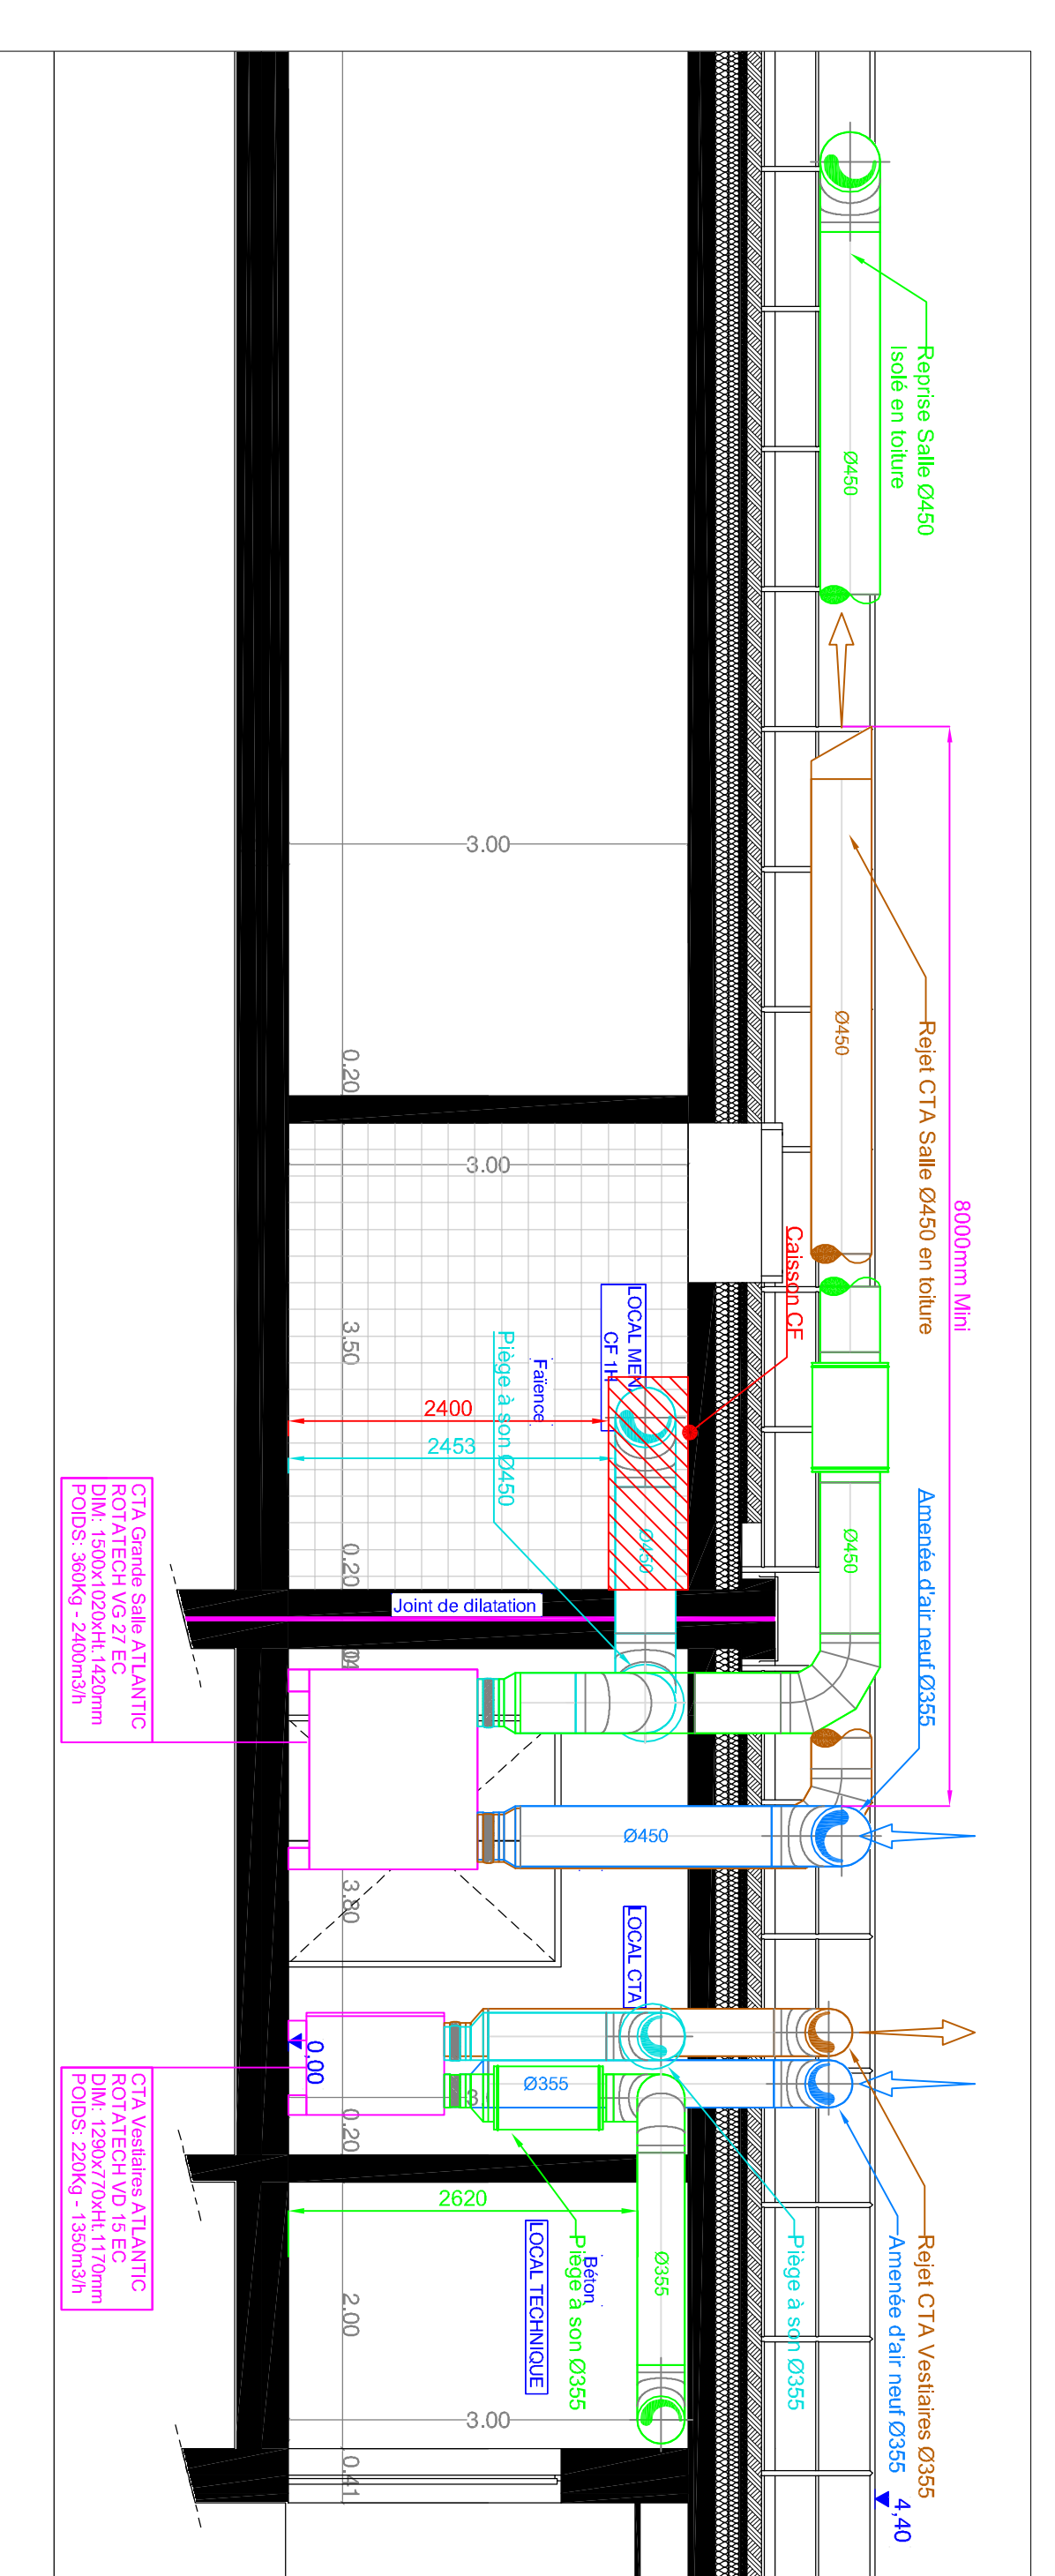 Reprise Salle Ø450
Isolé en toiture
Ø450
8000mm Mini
Rejet CTA Salle Ø450 en toiture
Ø450
Amenée d'air neuf Ø355
Ø450
Rejet CTA Vestiaires Ø355
Amenée d'air neuf Ø355
4,40
Caisson CF
LOCAL MEN.
CF 1H
Faïence
Piège à son Ø450
Ø450
2400
2453
3.00
3.00
0.20
3.50
0.20
Joint de dilatation
Ø450
3.80
LOCAL CTA
0,00
Ø355
0.20
Piège à son Ø355
2620
Béton
Piège à son Ø355
LOCAL TECHNIQUE
Ø355
2.00
3.00
0.41
CTA Grande Salle ATLANTIC
ROTATECH VG 27 EC
DIM: 1500x1020xHt.1420mm
POIDS: 360Kg - 2400m3/h
CTA Vestiaires ATLANTIC
ROTATECH VD 15 EC
DIM: 1290x770xHt.1170mm
POIDS: 220Kg - 1350m3/h